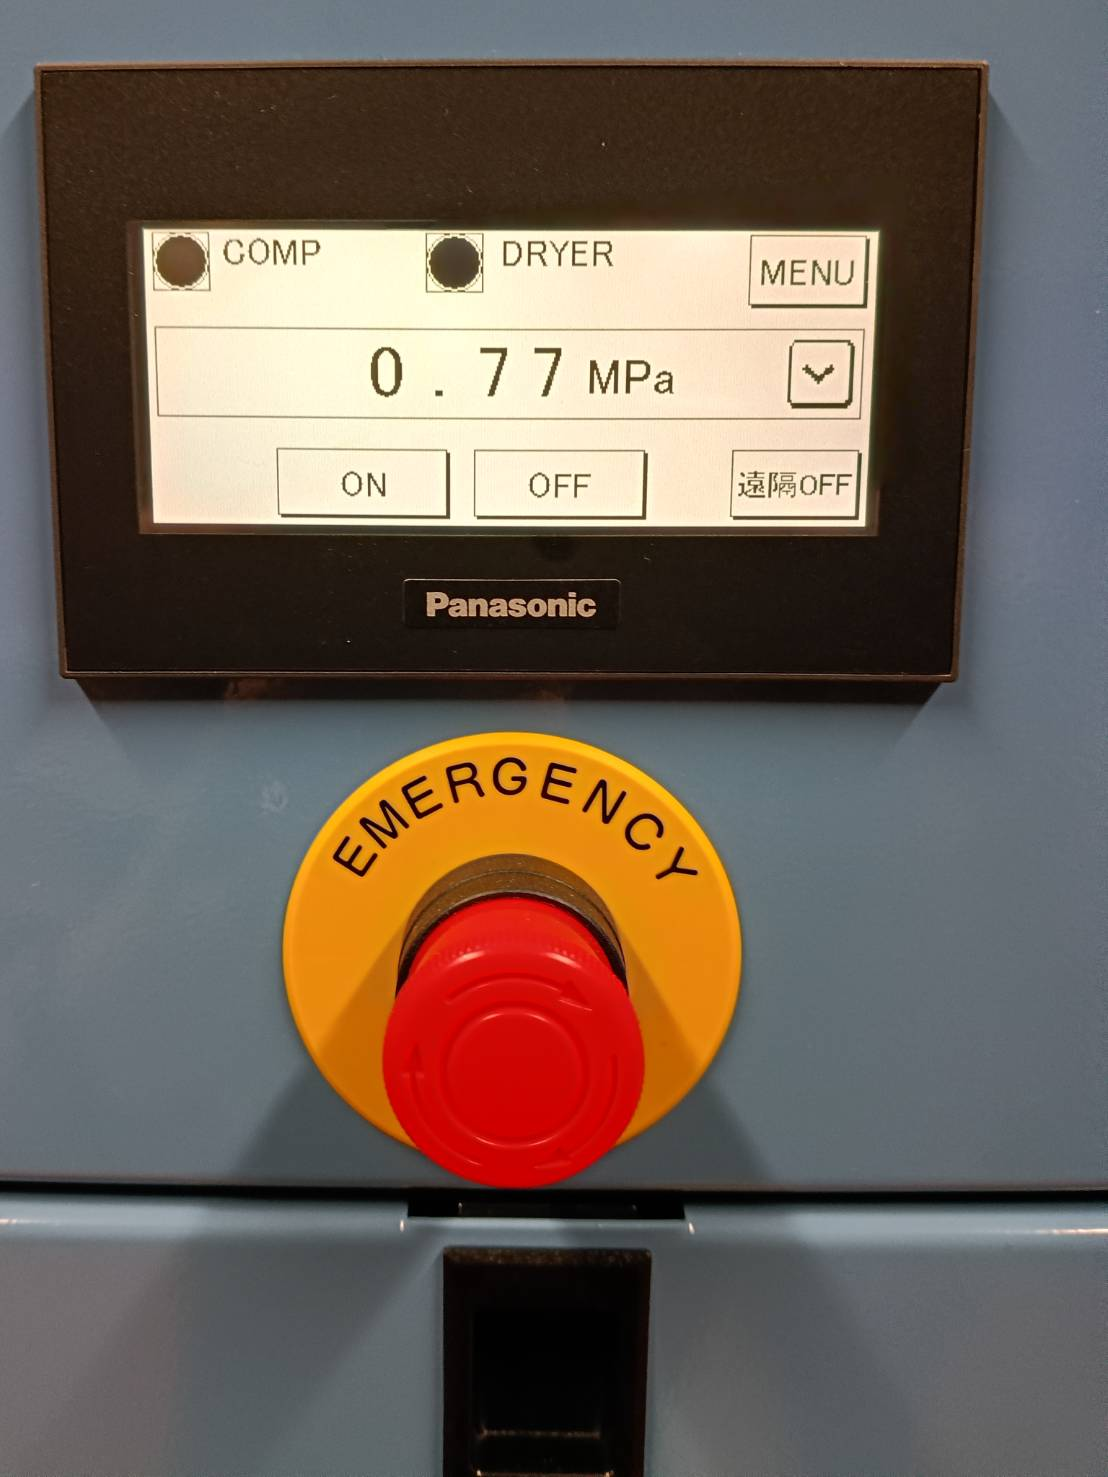 COMP DRYER MENU
0.77 MPa
ON OFF 遠隔OFF
Panasonic
EMERGENCY